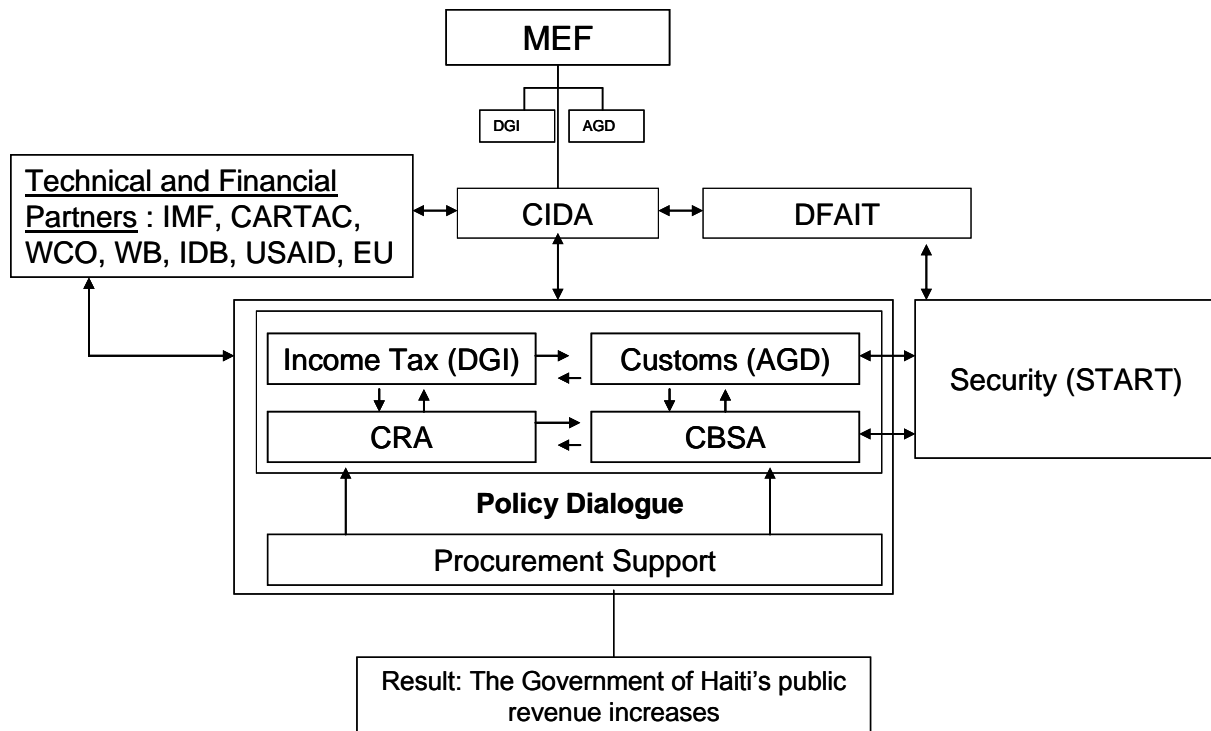 MEF
DGI
AGD
Technical and Financial
Partners : IMF, CARTAC,
WCO, WB, IDB, USAID, EU
CIDA
DFAIT
Income Tax (DGI)
Customs (AGD)
Security (START)
CRA
CBSA
Policy Dialogue
Procurement Support
Result: The Government of Haiti's public
revenue increases